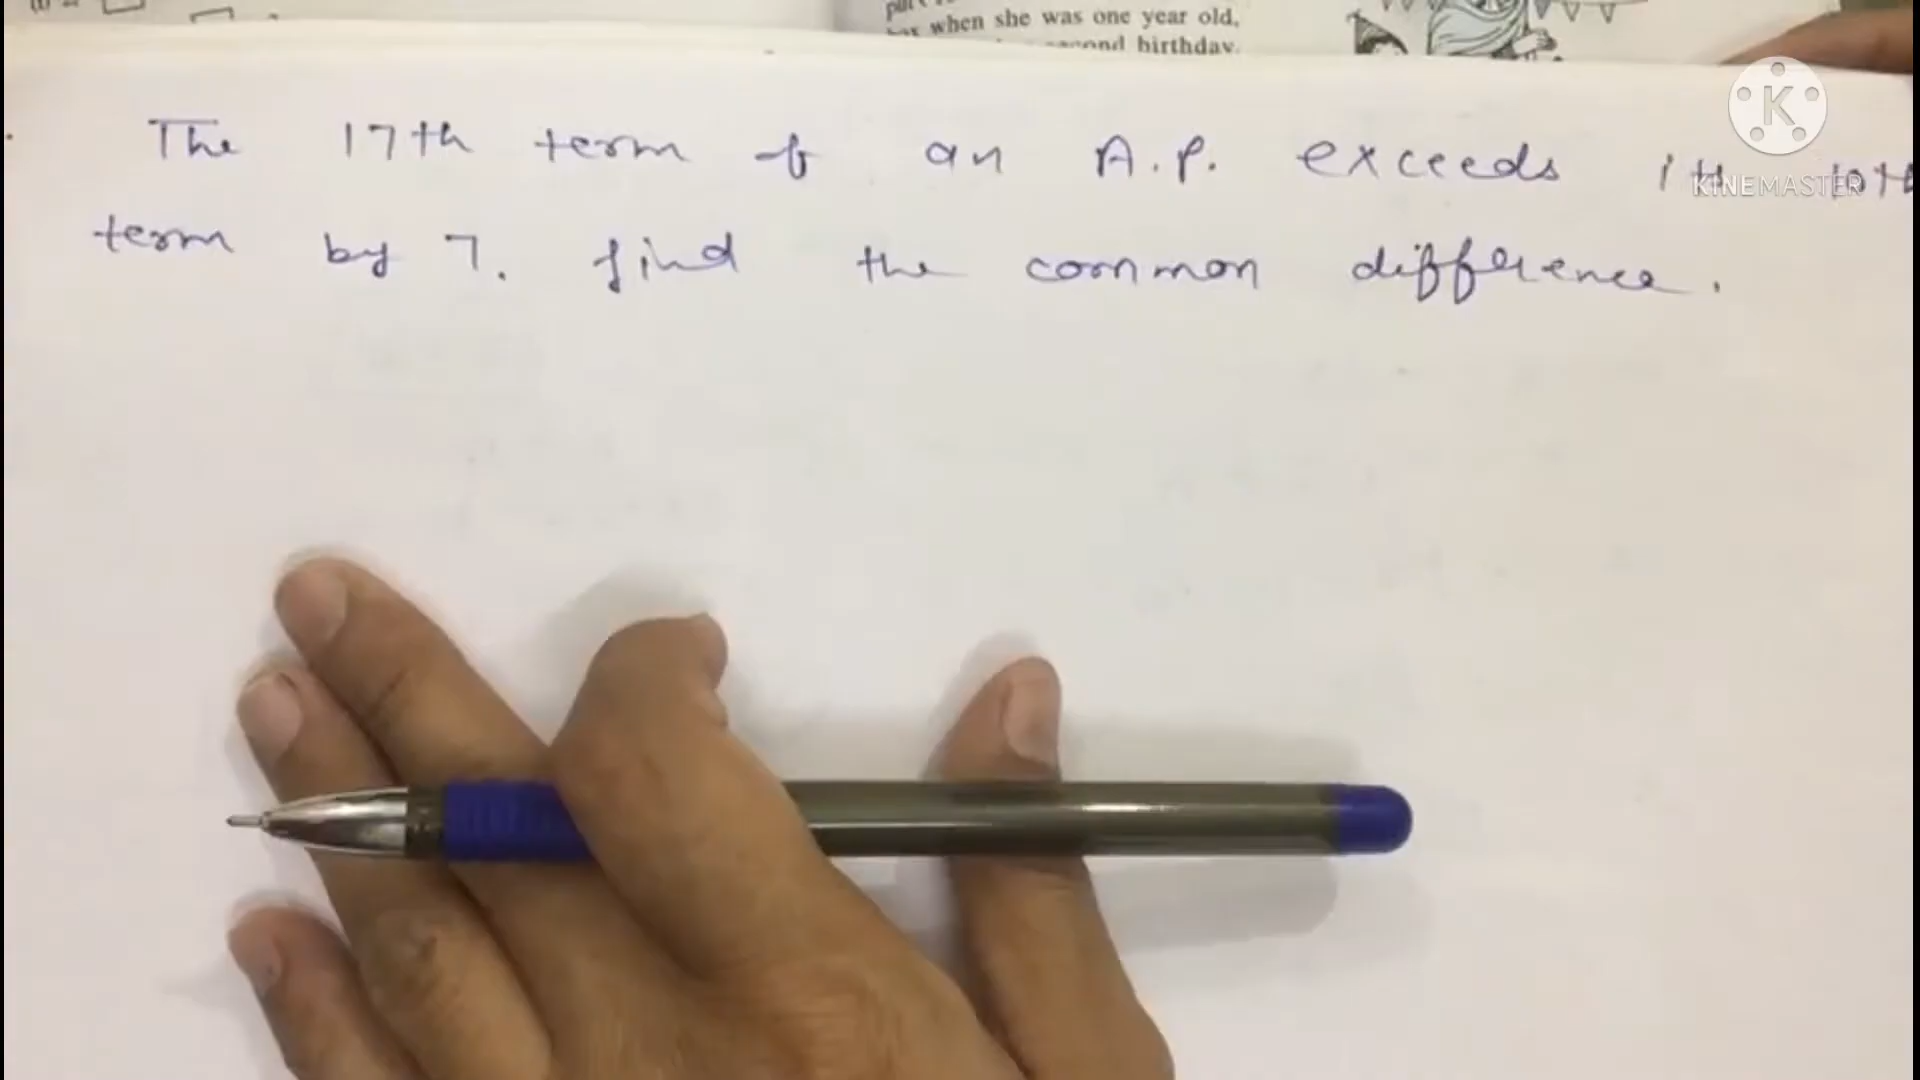 when she was one year old,
second birthday.
K
KINEMASTER
The 17th term of an A.P. exceeds its 10th
term by 7. find the common difference.